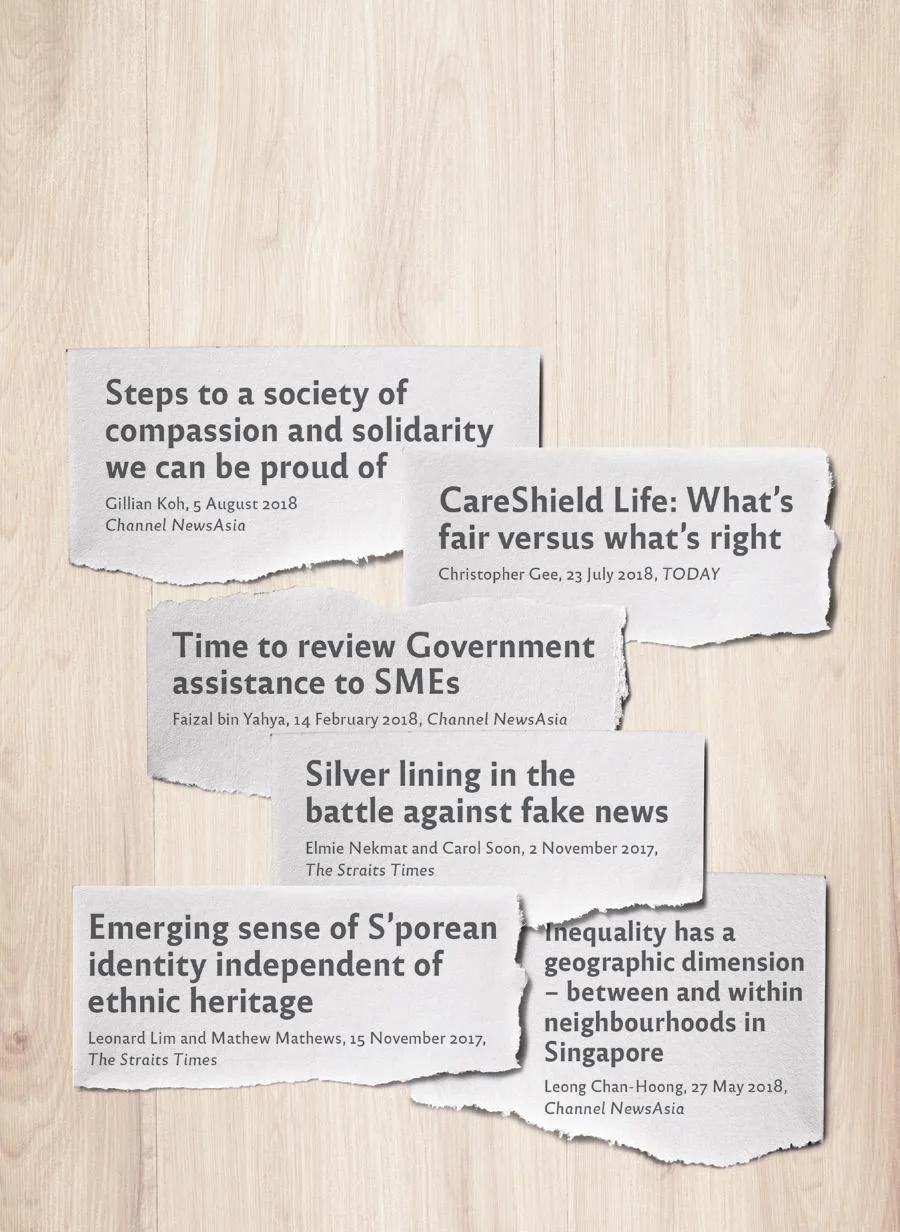 Steps to a society of
compassion and solidarity
we can be proud of
Gillian Koh, 5 August 2018
Channel NewsAsia
CareShield Life: What's
fair versus what's right
Christopher Gee, 23 July 2018, TODAY
Time to review Government
assistance to SMEs
Faizal bin Yahya, 14 February 2018, Channel NewsAsia
Silver lining in the
battle against fake news
Elmie Nekmat and Carol Soon, 2 November 2017,
The Straits Times
Emerging sense of S'porean
identity independent of
ethnic heritage
Leonard Lim and Mathew Mathews, 15 November 2017,
The Straits Times
Inequality has a
geographic dimension
– between and within
neighbourhoods in
Singapore
Leong Chan-Hoong, 27 May 2018,
Channel NewsAsia